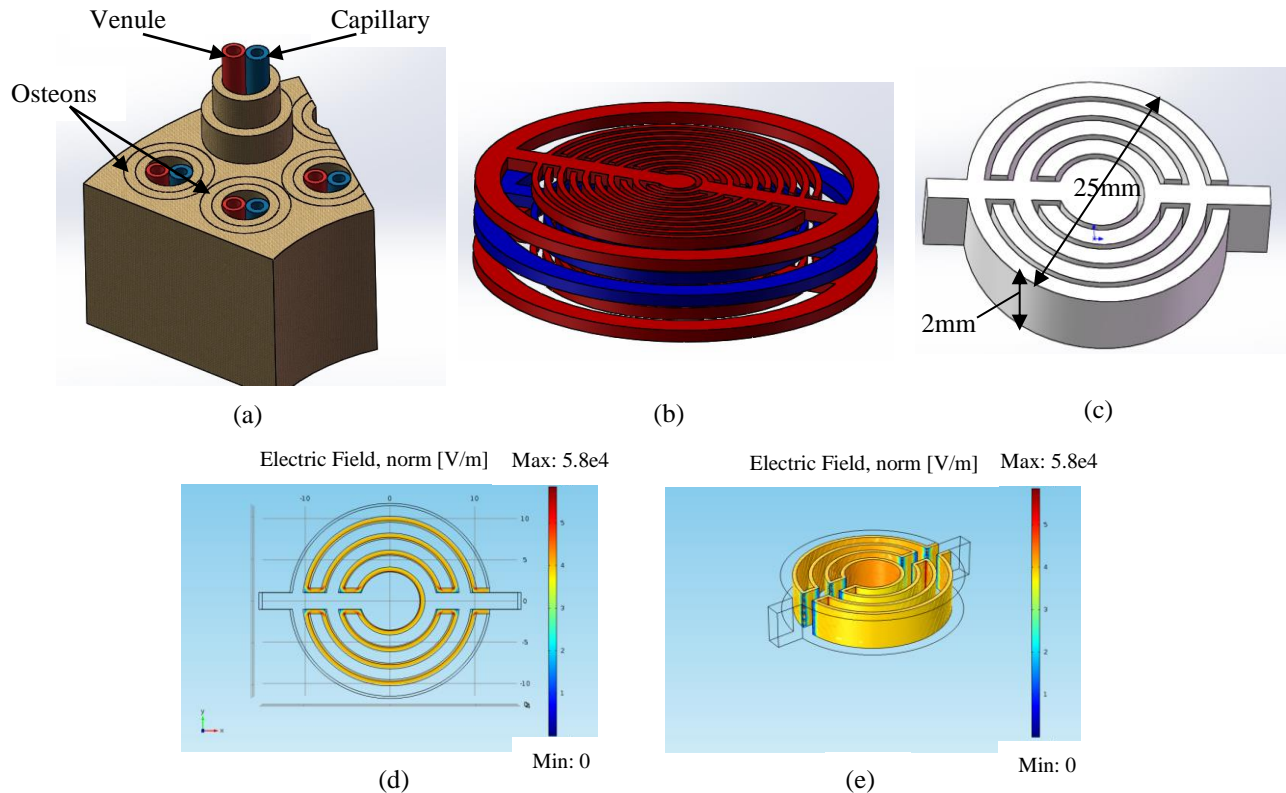 Venule
Capillary
Osteons
25mm
2mm
(a)
(b)
(c)
Electric Field, norm [V/m] Max: 5.8e4
-10 0 10
10
5
0
-5
-10
5
4
3
2
1
y
x
Min: 0
(d)
Electric Field, norm [V/m] Max: 5.8e4
5
4
3
2
1
Min: 0
(e)